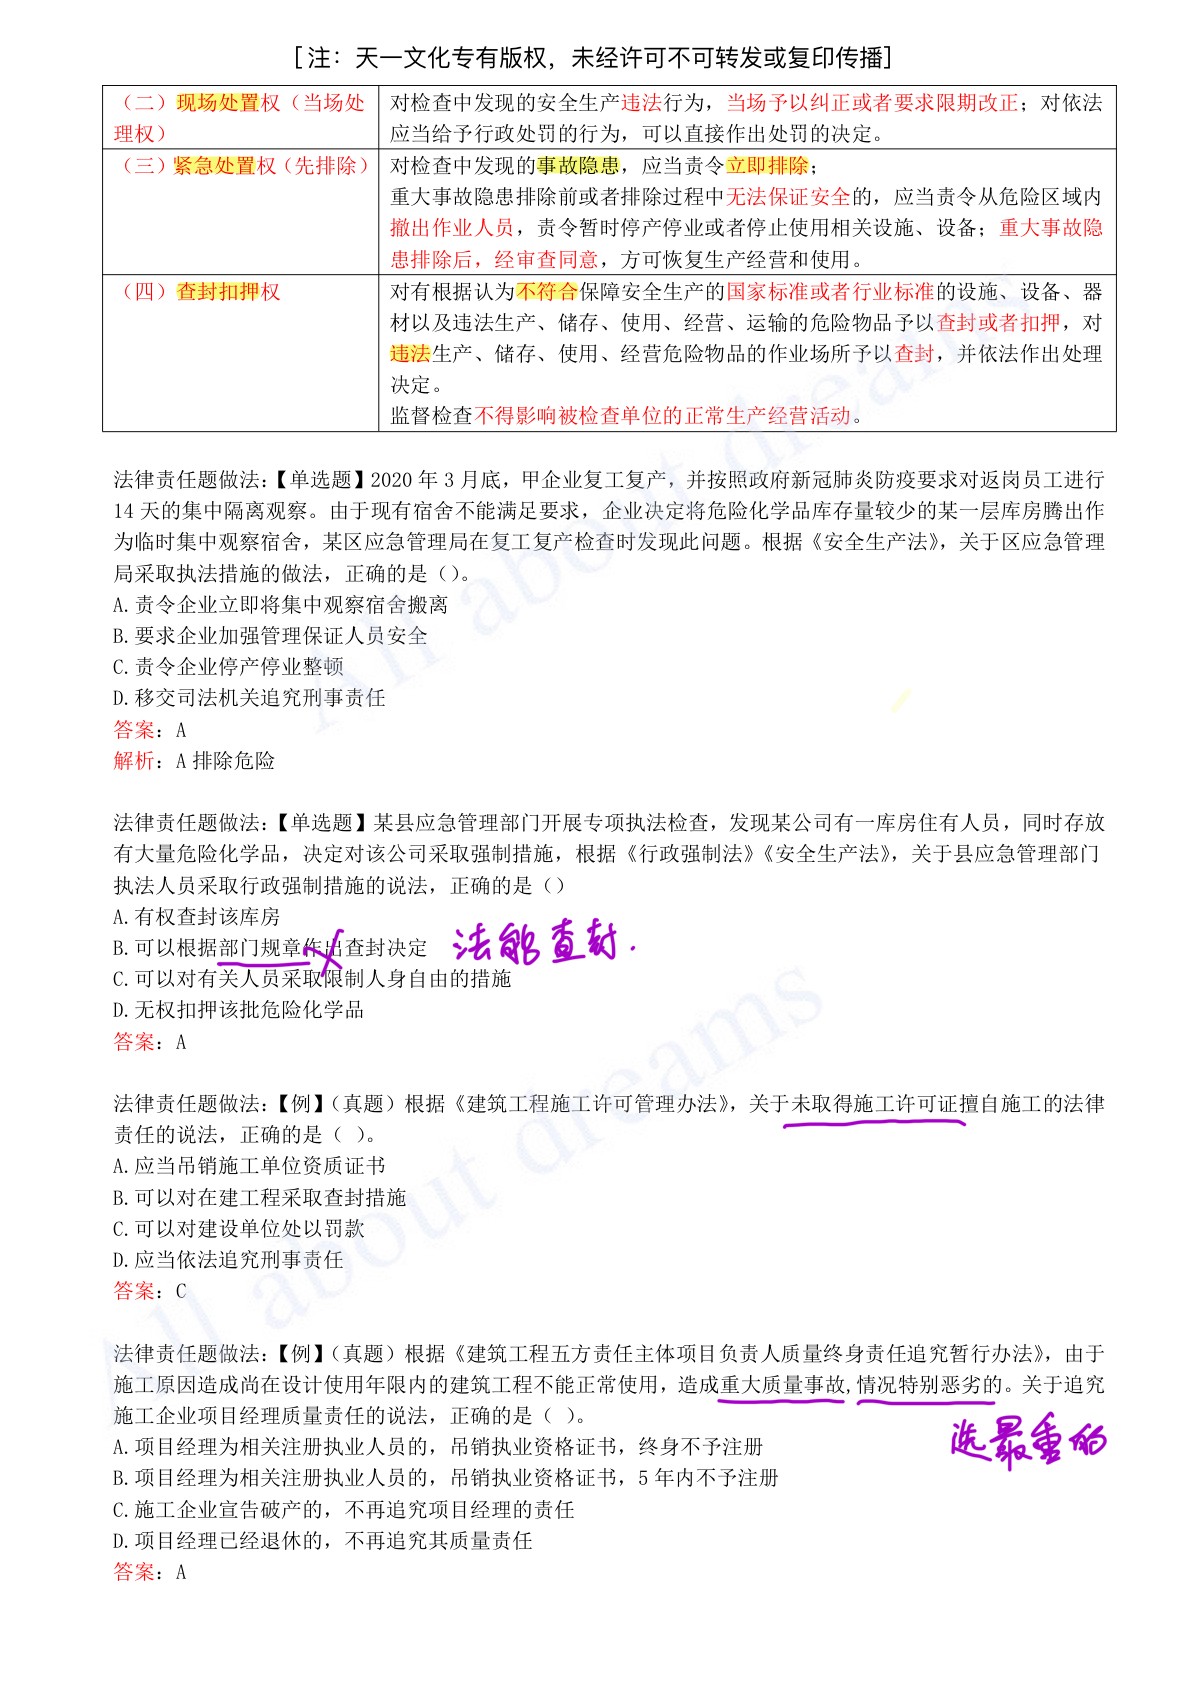 [注：天一文化专有版权，未经许可不可转发或复印传播]
（二）现场处置权（当场处理权）
对检查中发现的安全生产违法行为，当场予以纠正或者要求限期改正；对依法
应当给予行政处罚的行为，可以直接作出处罚的决定。
（三）紧急处置权（先排除）
对检查中发现的事故隐患，应当责令立即排除；
重大事故隐患排除前或者排除过程中无法保证安全的，应当责令从危险区域内
撤出作业人员，责令暂时停产停业或者停止使用相关设施、设备；重大事故隐
患排除后，经审查同意，方可恢复生产经营和使用。
（四）查封扣押权
对有根据认为不符合保障安全生产的国家标准或者行业标准的设施、设备、器
材以及违法生产、储存、使用、经营、运输的危险物品予以查封或者扣押，对
违法生产、储存、使用、经营危险物品的作业场所予以查封，并依法作出处理
决定。
监督检查不得影响被检查单位的正常生产经营活动。
法律责任题做法：【单选题】2020 年 3 月底，甲企业复工复产，并按照政府新冠肺炎防疫要求对返岗员工进行
14 天的集中隔离观察。由于现有宿舍不能满足要求，企业决定将危险化学品库存量较少的某一层库房腾出作
为临时集中观察宿舍，某区应急管理局在复工复产检查时发现此问题。根据《安全生产法》，关于区应急管理
局采取执法措施的做法，正确的是（）。
A.责令企业立即将集中观察宿舍搬离
B.要求企业加强管理保证人员安全
C.责令企业停产停业整顿
D.移交司法机关追究刑事责任
答案：A
解析：A 排除危险
法律责任题做法：【单选题】某县应急管理部门开展专项执法检查，发现某公司有一库房住有人员，同时存放
有大量危险化学品，决定对该公司采取强制措施，根据《行政强制法》《安全生产法》，关于县应急管理部门
执法人员采取行政强制措施的说法，正确的是（）
A.有权查封该库房
B.可以根据部门规章作出查封决定 法能查封.
C.可以对有关人员采取限制人身自由的措施
D.无权扣押该批危险化学品
答案：A
法律责任题做法：【例】（真题）根据《建筑工程施工许可管理办法》，关于未取得施工许可证擅自施工的法律
责任的说法，正确的是（ ）。
A.应当吊销施工单位资质证书
B.可以对在建工程采取查封措施
C.可以对建设单位处以罚款
D.应当依法追究刑事责任
答案：C
法律责任题做法：【例】（真题）根据《建筑工程五方责任主体项目负责人质量终身责任追究暂行办法》，由于
施工原因造成尚在设计使用年限内的建筑工程不能正常使用，造成重大质量事故,情况特别恶劣的。关于追究
施工企业项目经理质量责任的说法，正确的是（ ）。
选最重的
A.项目经理为相关注册执业人员的，吊销执业资格证书，终身不予注册
B.项目经理为相关注册执业人员的，吊销执业资格证书，5 年内不予注册
C.施工企业宣告破产的，不再追究项目经理的责任
D.项目经理已经退休的，不再追究其质量责任
答案：A
All about dreams
All about dreams